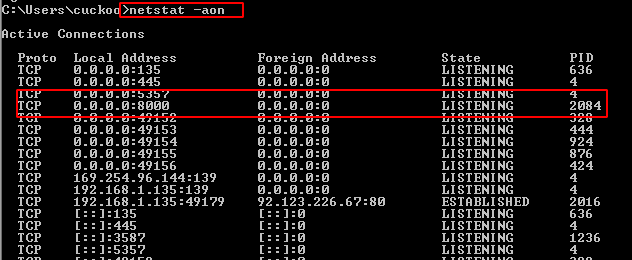 C:\Users\cuckoo>netstat -aon
Active Connections
Proto Local Address Foreign Address State PID
TCP 0.0.0.0:135 0.0.0.0:0 LISTENING 636
TCP 0.0.0.0:445 0.0.0.0:0 LISTENING 4
TCP 0.0.0.0:5357 0.0.0.0:0 LISTENING 4
TCP 0.0.0.0:8000 0.0.0.0:0 LISTENING 2084
TCP 0.0.0.0:49152 0.0.0.0:0 LISTENING 328
TCP 0.0.0.0:49153 0.0.0.0:0 LISTENING 444
TCP 0.0.0.0:49154 0.0.0.0:0 LISTENING 924
TCP 0.0.0.0:49155 0.0.0.0:0 LISTENING 876
TCP 0.0.0.0:49156 0.0.0.0:0 LISTENING 424
TCP 169.254.96.144:139 0.0.0.0:0 LISTENING 4
TCP 192.168.1.135:139 0.0.0.0:0 LISTENING 4
TCP 192.168.1.135:49179 92.123.226.67:80 ESTABLISHED 2016
TCP [::]:135 [::]:0 LISTENING 636
TCP [::]:445 [::]:0 LISTENING 4
TCP [::]:3587 [::]:0 LISTENING 1236
TCP [::]:5357 [::]:0 LISTENING 4
TCP [::]:49152 [::]:0 LISTENING 328